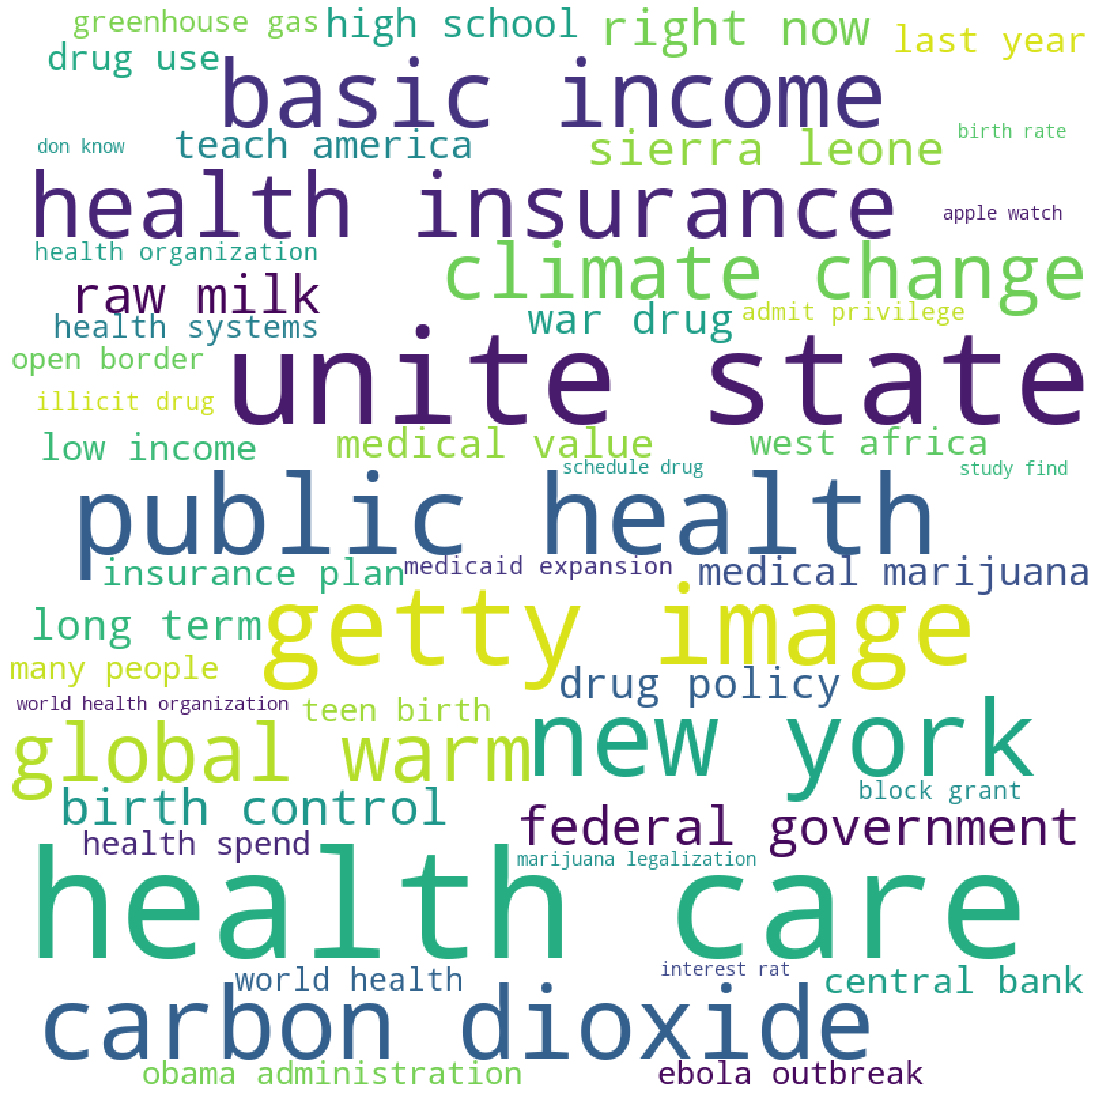 greenhouse gas
high school
right now
last year
drug use
basic income
don know
teach america
sierra leone
birth rate
health insurance
apple watch
health organization
climate change
raw milk
health systems
war drug
admit privilege
open border
unite state
illicit drug
low income
medical value
west africa
schedule drug
study find
public health
insurance plan
medicaid expansion
medical marijuana
getty image
long term
many people
drug policy
world health organization
teen birth
new york
global warm
birth control
block grant
federal government
health spend
marijuana legalization
health care
world health
interest rat
central bank
carbon dioxide
obama administration
ebola outbreak